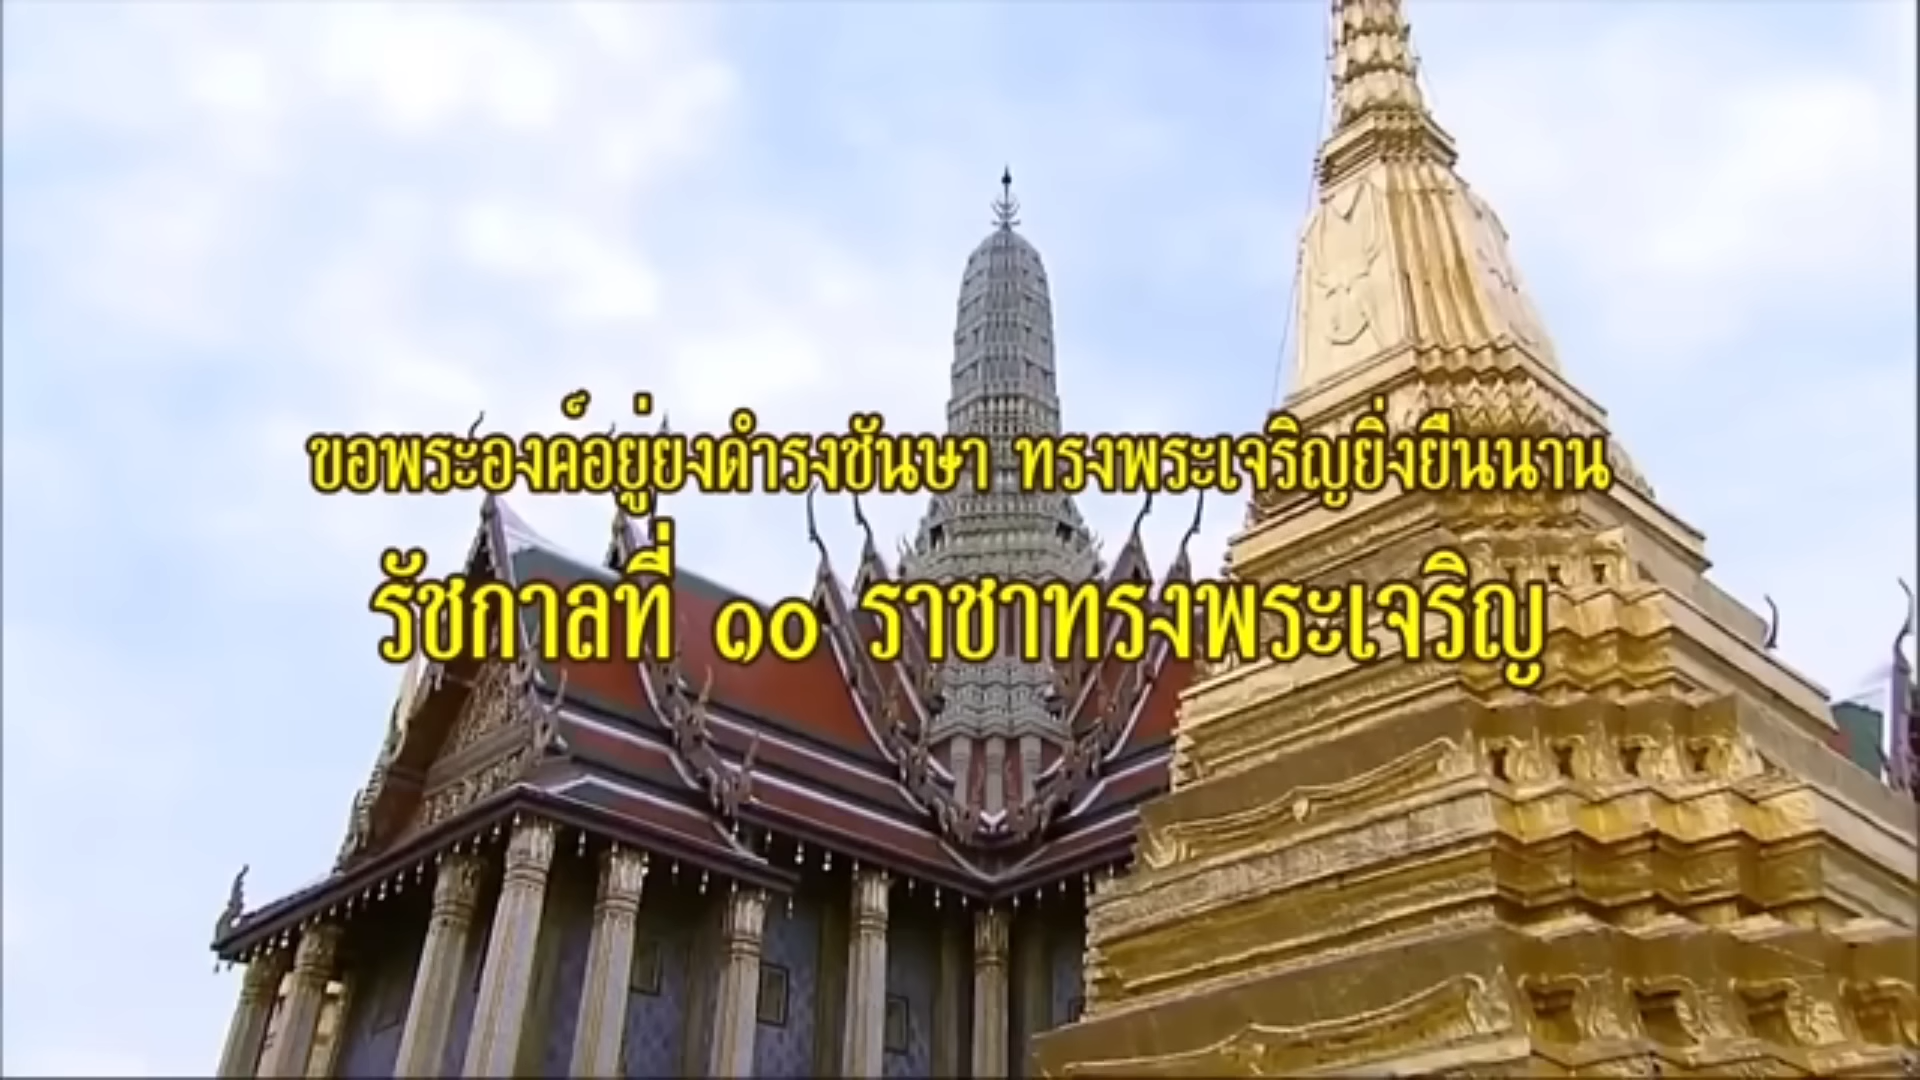 ขอพระองค์อยู่ยงดำรงชันษา ทรงพระเจริญยิ่งยืนนาน
รัชกาลที่ ๑๐ ราชาทรงพระเจริญ